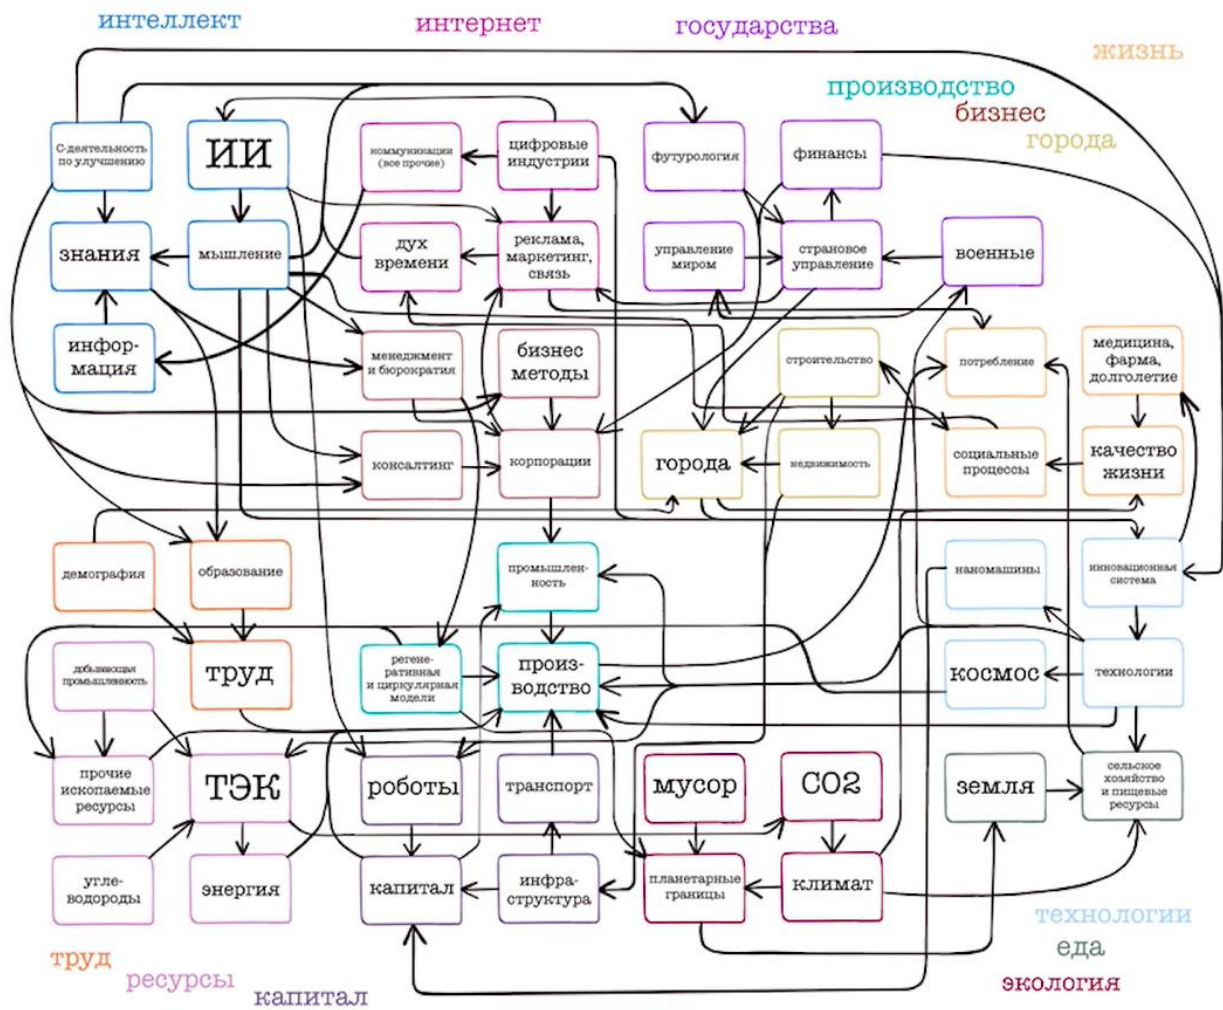 интеллект
интернет
государства
жизнь
производство
бизнес
города
С-деятельность
по улучшению
ИИ
коммуникации
(все прочие)
цифровые
индустрии
футурология
финансы
знания
мышление
дух
времени
реклама,
маркетинг,
связь
управление
миром
страновое
управление
военные
инфор-
мация
менеджмент
и бюрократия
бизнес
методы
строительство
потребление
медицина,
фарма,
долголетие
консалтинг
корпорации
города
недвижимость
социальные
процессы
качество
жизни
демография
образование
промышлен-
ность
наномашины
инновационная
система
добывающая
промышленность
труд
регене-
ративная
и циркулярная
модели
произ-
водство
космос
технологии
прочие
ископаемые
ресурсы
ТЭК
роботы
транспорт
мусор
СО2
земля
сельское
хозяйство
и пищевые
ресурсы
угле-
водороды
энергия
капитал
инфра-
структура
планетарные
границы
климат
технологии
еда
экология
труд
ресурсы
капитал